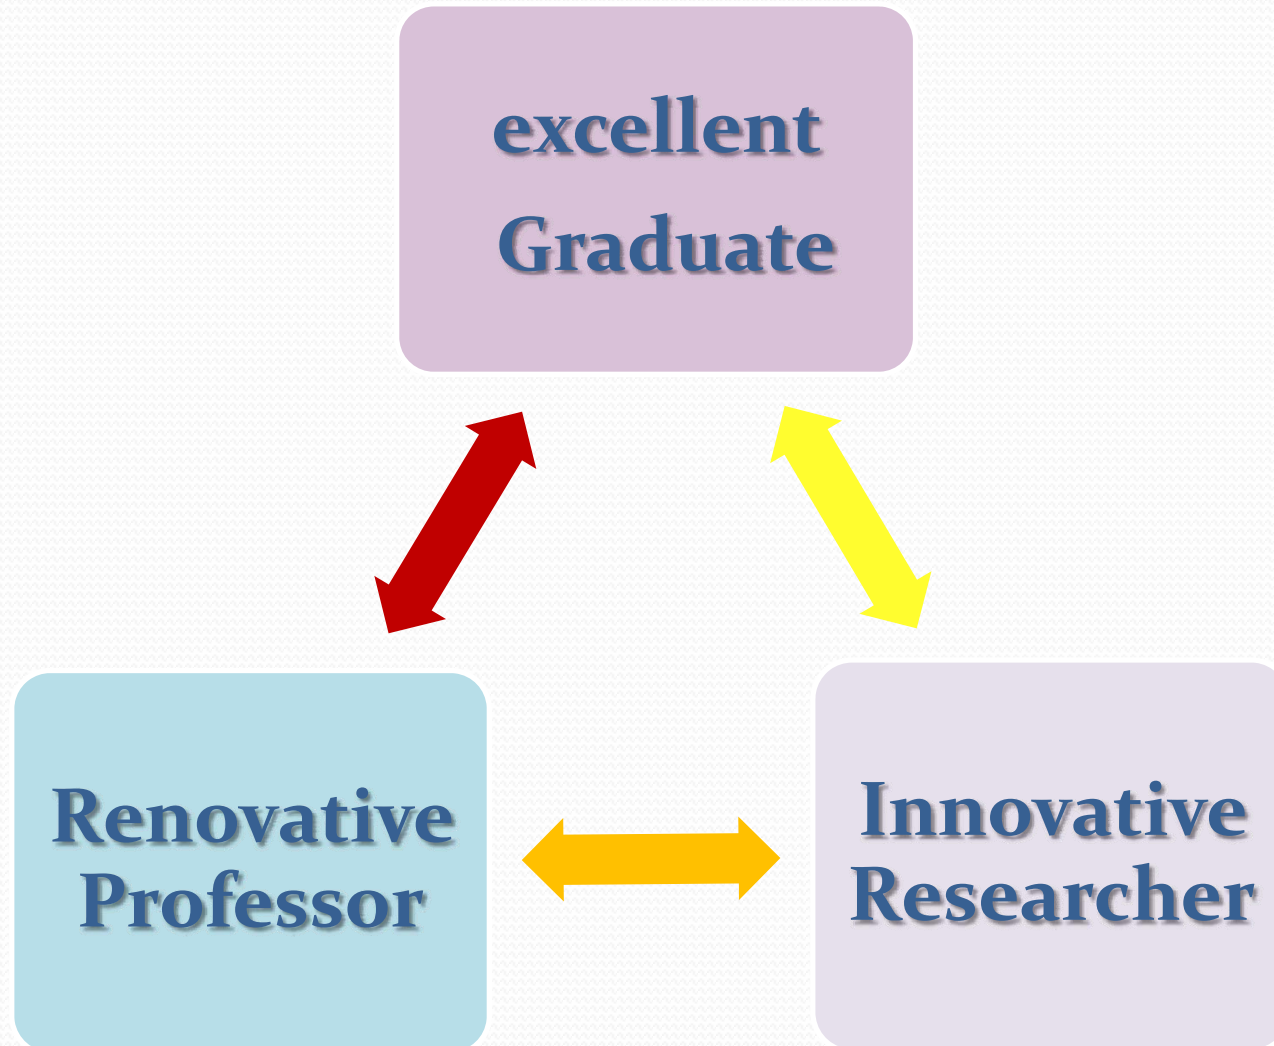 excellent
Graduate
Renovative
Professor
Innovative
Researcher